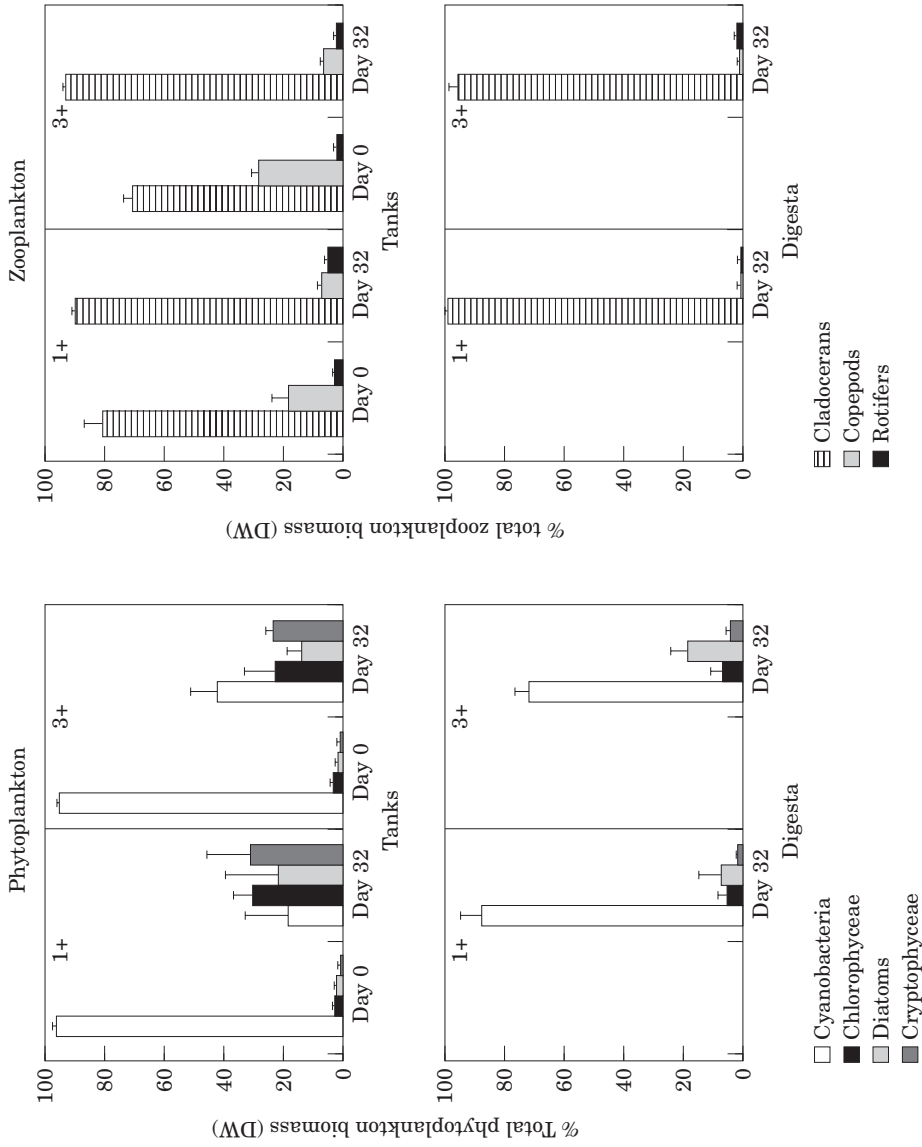 Phytoplankton
% Total phytoplankton biomass (DW)
100
80
60
40
20
0
1+
3+
Day 0
Day 32
Day 0
Day 32
Tanks
Tanks
100
80
60
40
20
0
1+
3+
Day 32
Day 32
Digesta
Digesta
Cyanobacteria
Chlorophyceae
Diatoms
Cryptophyceae
Zooplankton
% total zooplankton biomass (DW)
100
80
60
40
20
0
1+
3+
Day 0
Day 32
Day 0
Day 32
Tanks
Tanks
100
80
60
40
20
0
1+
3+
Day 32
Day 32
Digesta
Digesta
Cladocerans
Copepods
Rotifers